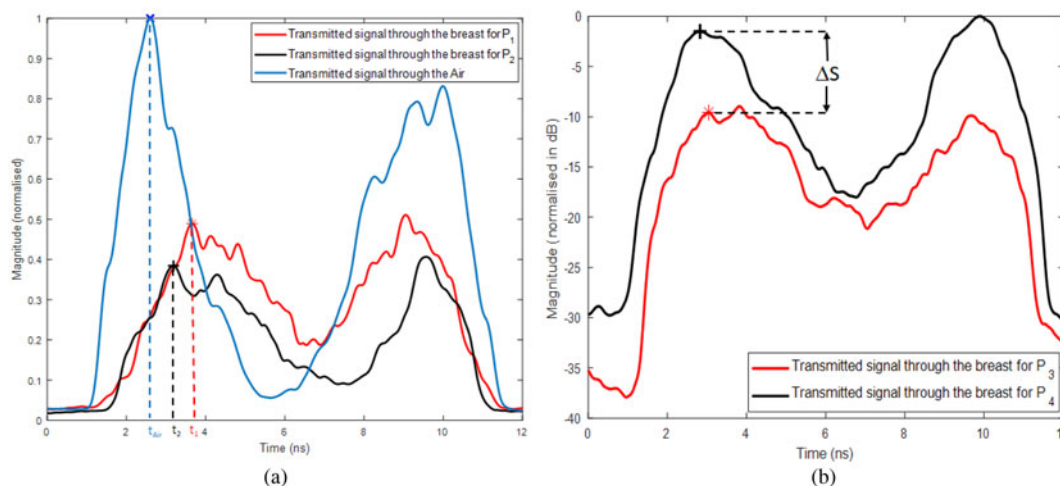 1
0.9
0.8
0.7
0.6
0.5
0.4
0.3
0.2
0.1
0
Magnitude (normalised)
Transmitted signal through the breast for P1
Transmitted signal through the breast for P2
Transmitted signal through the Air
0 2 4 6 8 10 12
tAir t2 t1
Time (ns)
(a)
0
-5
-10
-15
-20
-25
-30
-35
-40
Magnitude (normalised in dB)
ΔS
Transmitted signal through the breast for P3
Transmitted signal through the breast for P4
0 2 4 6 8 10 12
Time (ns)
(b)